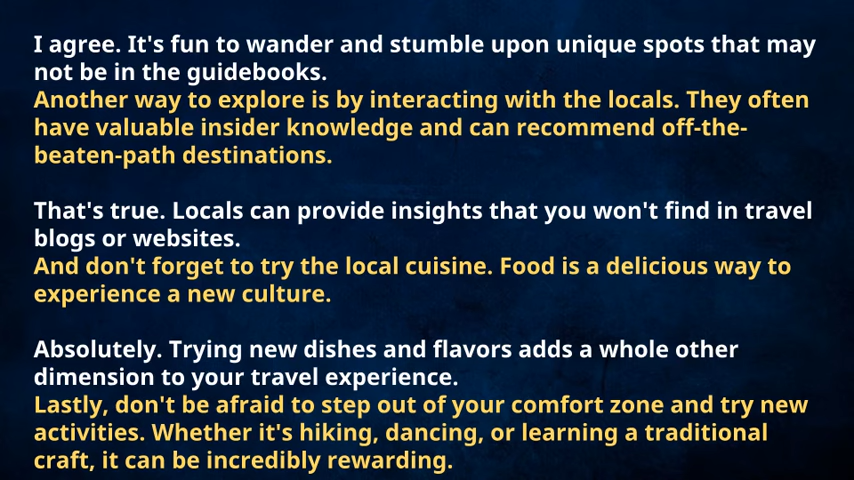 I agree. It's fun to wander and stumble upon unique spots that may
not be in the guidebooks.
Another way to explore is by interacting with the locals. They often
have valuable insider knowledge and can recommend off-the-
beaten-path destinations.
That's true. Locals can provide insights that you won't find in travel
blogs or websites.
And don't forget to try the local cuisine. Food is a delicious way to
experience a new culture.
Absolutely. Trying new dishes and flavors adds a whole other
dimension to your travel experience.
Lastly, don't be afraid to step out of your comfort zone and try new
activities. Whether it's hiking, dancing, or learning a traditional
craft, it can be incredibly rewarding.